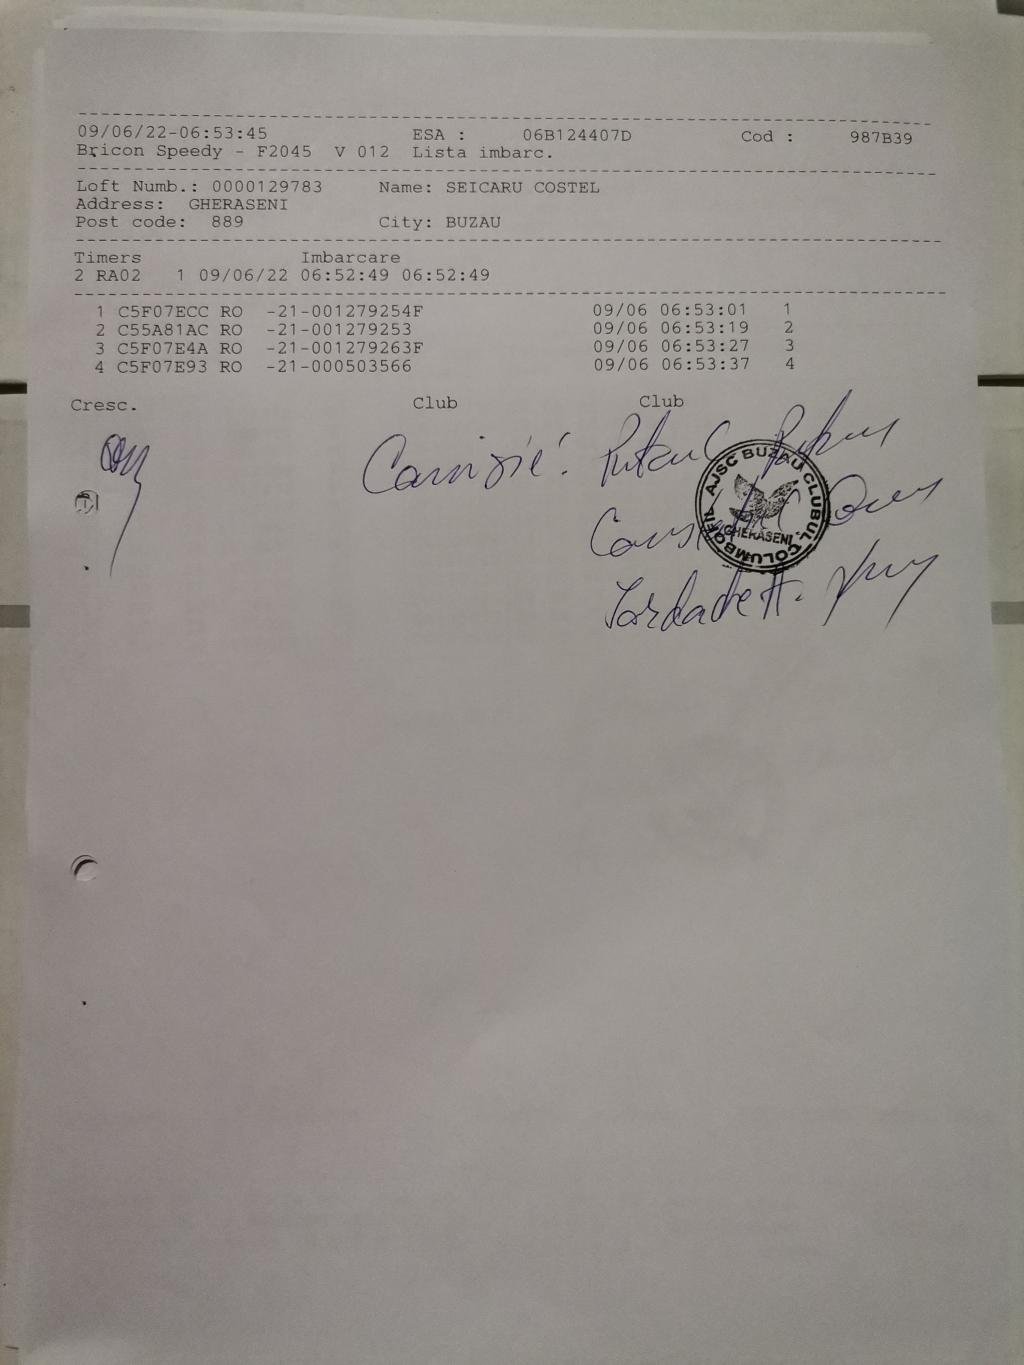 09/06/22-06:53:45 ESA : 06B124407D Cod : 987B39
Bricon Speedy - F2045 V 012 Lista imbarc.
Loft Numb.: 0000129783 Name: SEICARU COSTEL
Address: GHERASENI
Post code: 889 City: BUZAU
Timers Imbarcare
2 RA02 1 09/06/22 06:52:49 06:52:49
1 C5F07ECC RO -21-001279254F 09/06 06:53:01 1
2 C55A81AC RO -21-001279253 09/06 06:53:19 2
3 C5F07E4A RO -21-001279263F 09/06 06:53:27 3
4 C5F07E93 RO -21-000503566 09/06 06:53:37 4
Cresc. Club Club
AJSC BUZAU CLUBUL COLUMBOFIL
GHERASENI